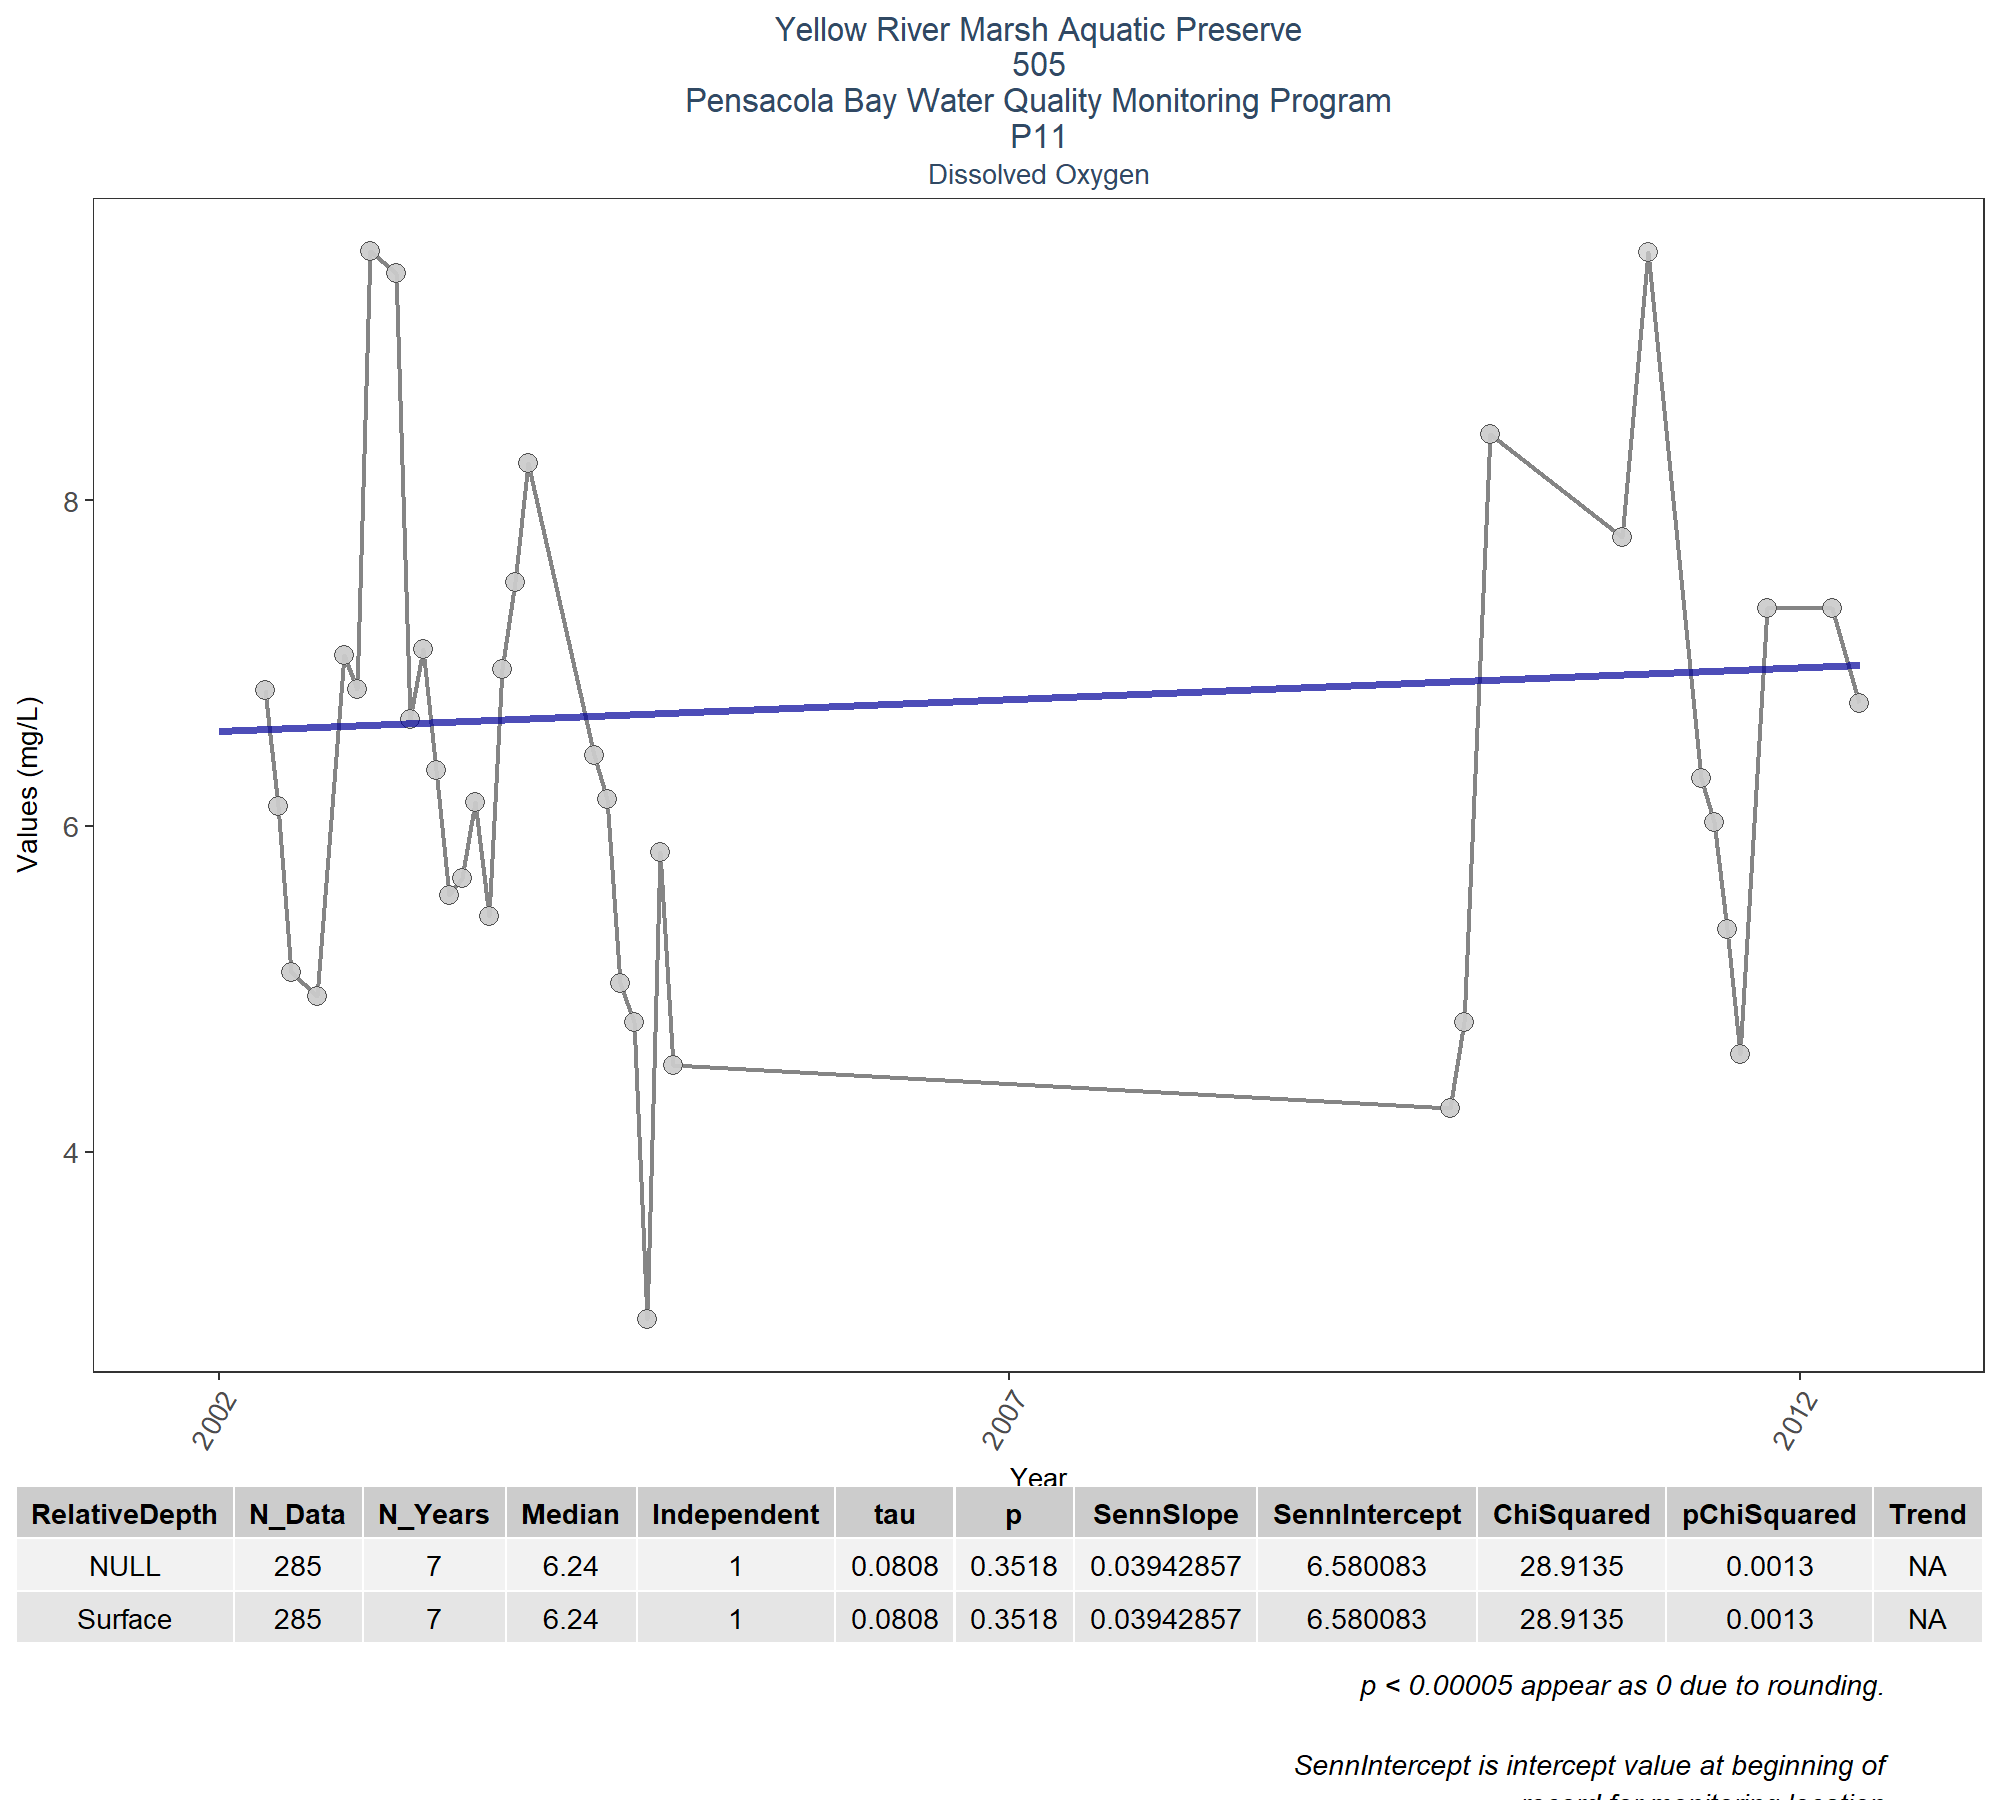 Yellow River Marsh Aquatic Preserve
505
Pensacola Bay Water Quality Monitoring Program
P11
Dissolved Oxygen
Values (mg/L)
8
6
4
2002 2007 2012
Year
RelativeDepth N_Data N_Years Median Independent tau p SennSlope SennIntercept ChiSquared pChiSquared Trend
NULL 285 7 6.24 1 0.0808 0.3518 0.03942857 6.580083 28.9135 0.0013 NA
Surface 285 7 6.24 1 0.0808 0.3518 0.03942857 6.580083 28.9135 0.0013 NA
p < 0.00005 appear as 0 due to rounding.
SennIntercept is intercept value at beginning of
record for monitoring location